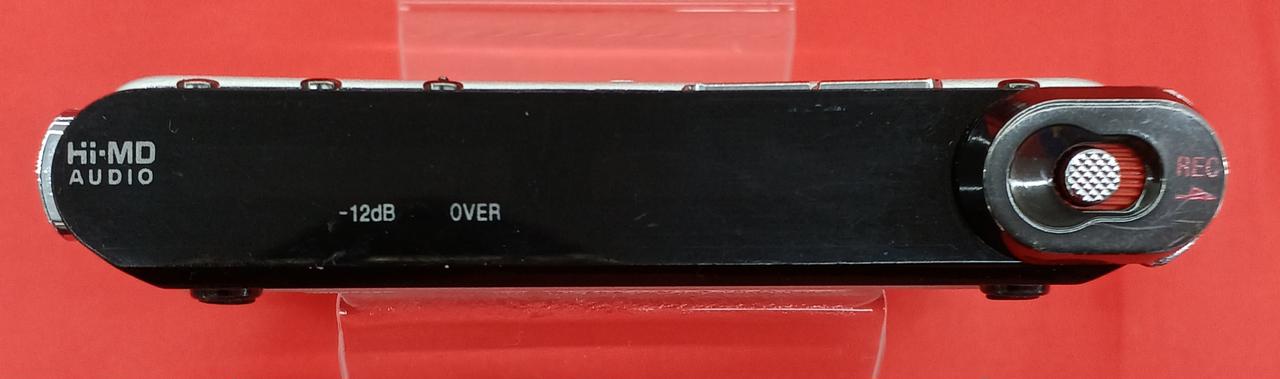 Hi-MD
AUDIO
-12dB OVER
REC